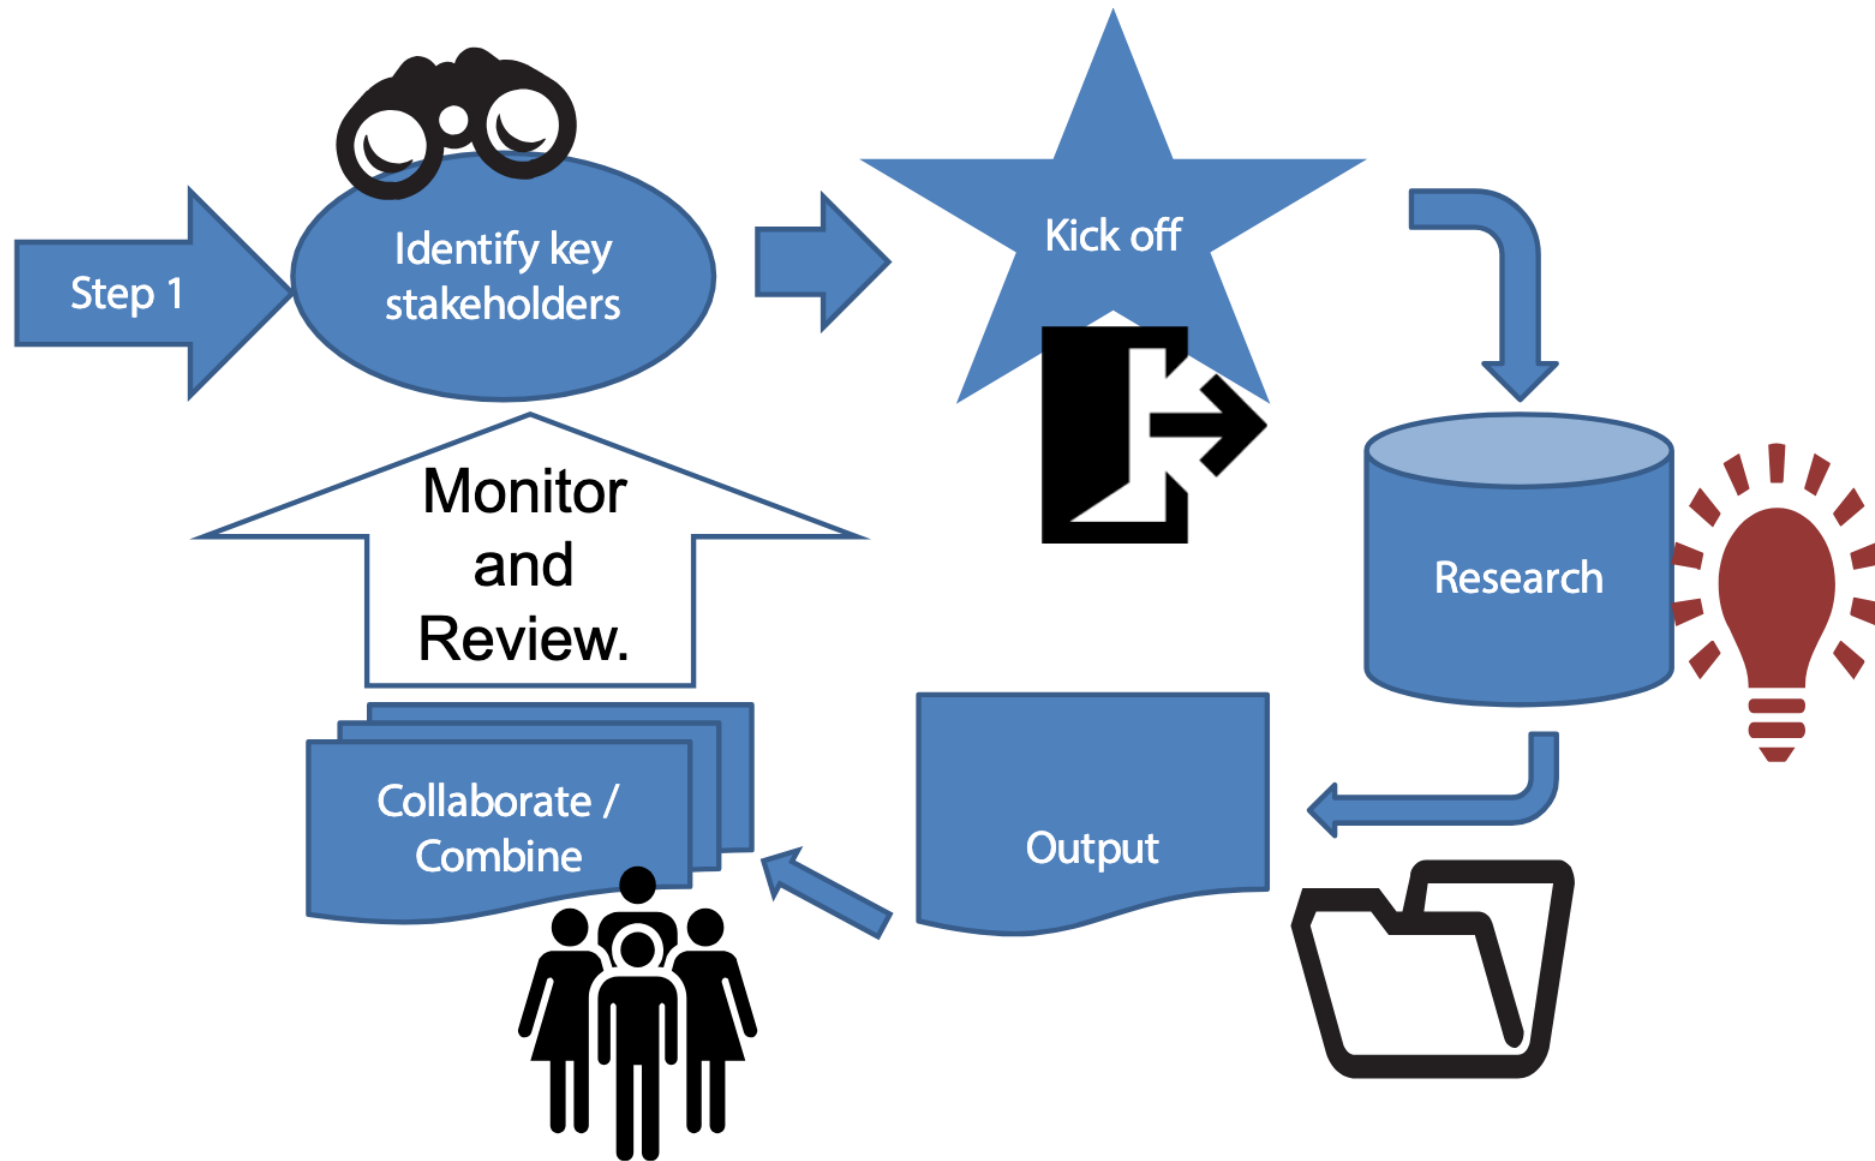 Step 1
Identify key
stakeholders
Kick off
Research
Output
Collaborate /
Combine
Monitor
and
Review.